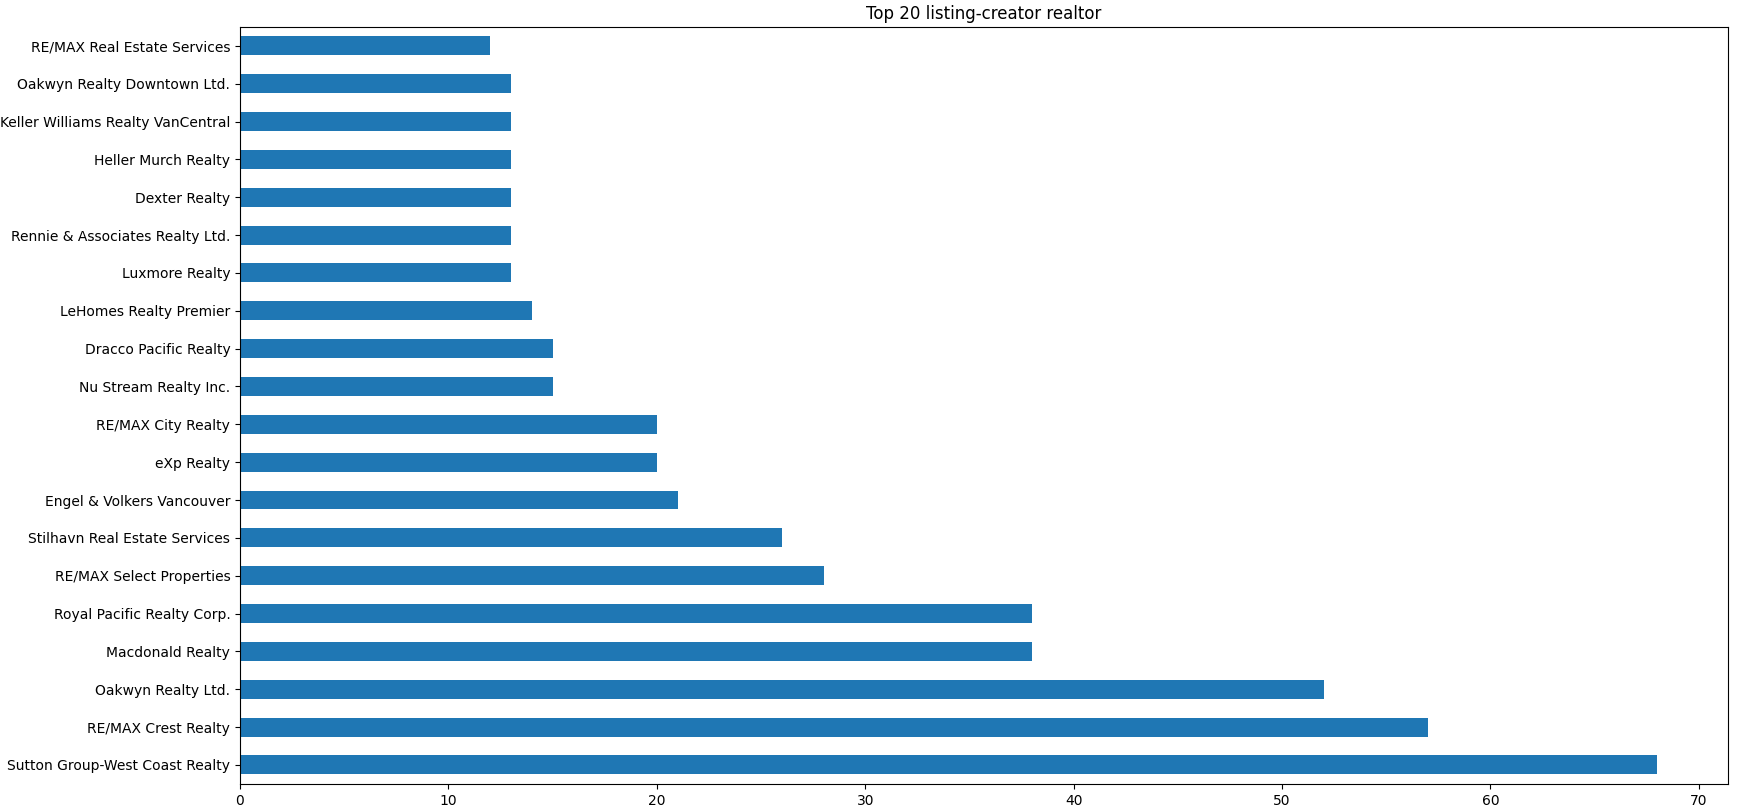 Top 20 listing-creator realtor
RE/MAX Real Estate Services
Oakwyn Realty Downtown Ltd.
Keller Williams Realty VanCentral
Heller Murch Realty
Dexter Realty
Rennie & Associates Realty Ltd.
Luxmore Realty
LeHomes Realty Premier
Dracco Pacific Realty
Nu Stream Realty Inc.
RE/MAX City Realty
eXp Realty
Engel & Volkers Vancouver
Stilhavn Real Estate Services
RE/MAX Select Properties
Royal Pacific Realty Corp.
Macdonald Realty
Oakwyn Realty Ltd.
RE/MAX Crest Realty
Sutton Group-West Coast Realty
0 10 20 30 40 50 60 70